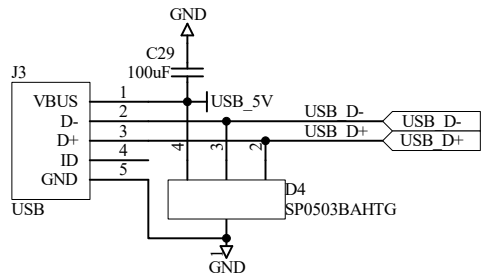 GND
C29
100uF
J3
VBUS 1 USB_5V
D- 2 USB_D- USB_D-
D+ 3 USB_D+ USB_D+
ID 4
GND 5
USB
4 3 2
D4
SP0503BAHTG
1
GND